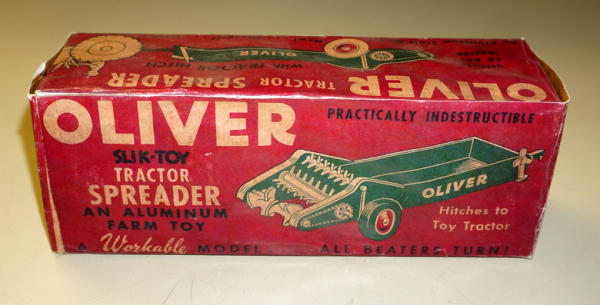 OLIVER
WITH TRACTOR HITCH
OLIVER TRACTOR SPREADER
OLIVER
PRACTICALLY INDESTRUCTIBLE
SLIK-TOY
TRACTOR
SPREADER
AN ALUMINUM
FARM TOY
A Workable MODEL
OLIVER
Hitches to
Toy Tractor
ALL BEATERS TURN!